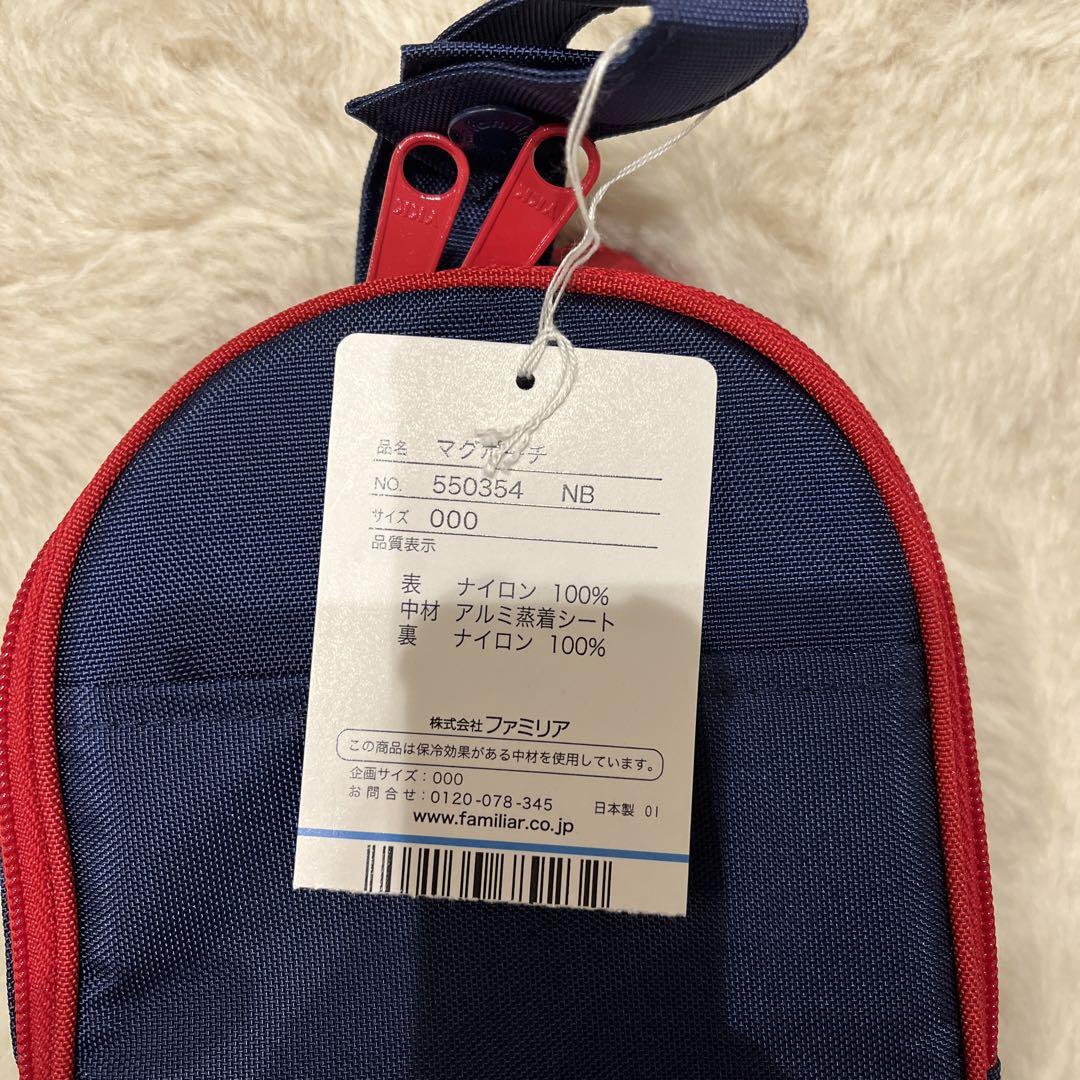 品名 マグポーチ
NO. 550354 NB
サイズ 000
品質表示
表 ナイロン 100%
中材 アルミ蒸着シート
裏 ナイロン 100%
株式会社ファミリア
この商品は保冷効果がある中材を使用しています。
企画サイズ：000
お問合せ：0120-078-345 日本製 01
www.familiar.co.jp